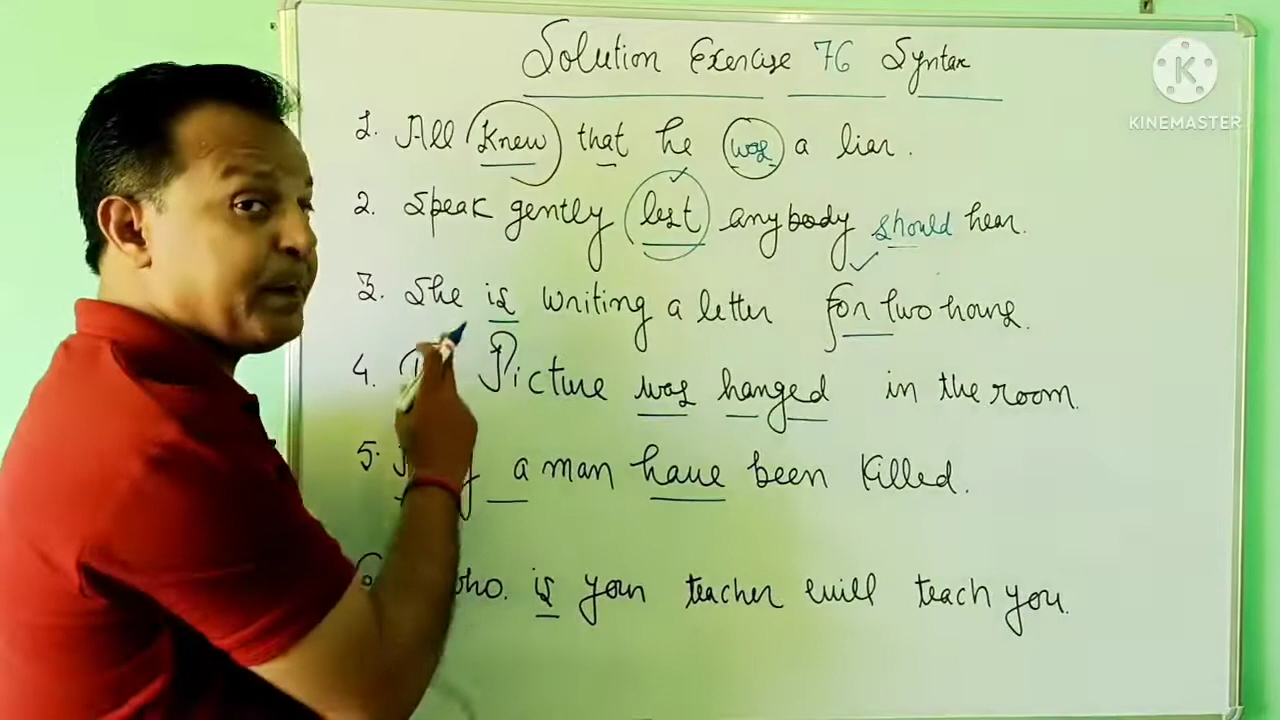 Solution Exercise 76 Syntax
KINEMASTER
1. All knew that he was a liar.
2. Speak gently lest anybody should hear.
3. She is writing a letter for two hours.
4. Picture was hanged in the room.
5. a man have been killed.
is your teacher will teach you.